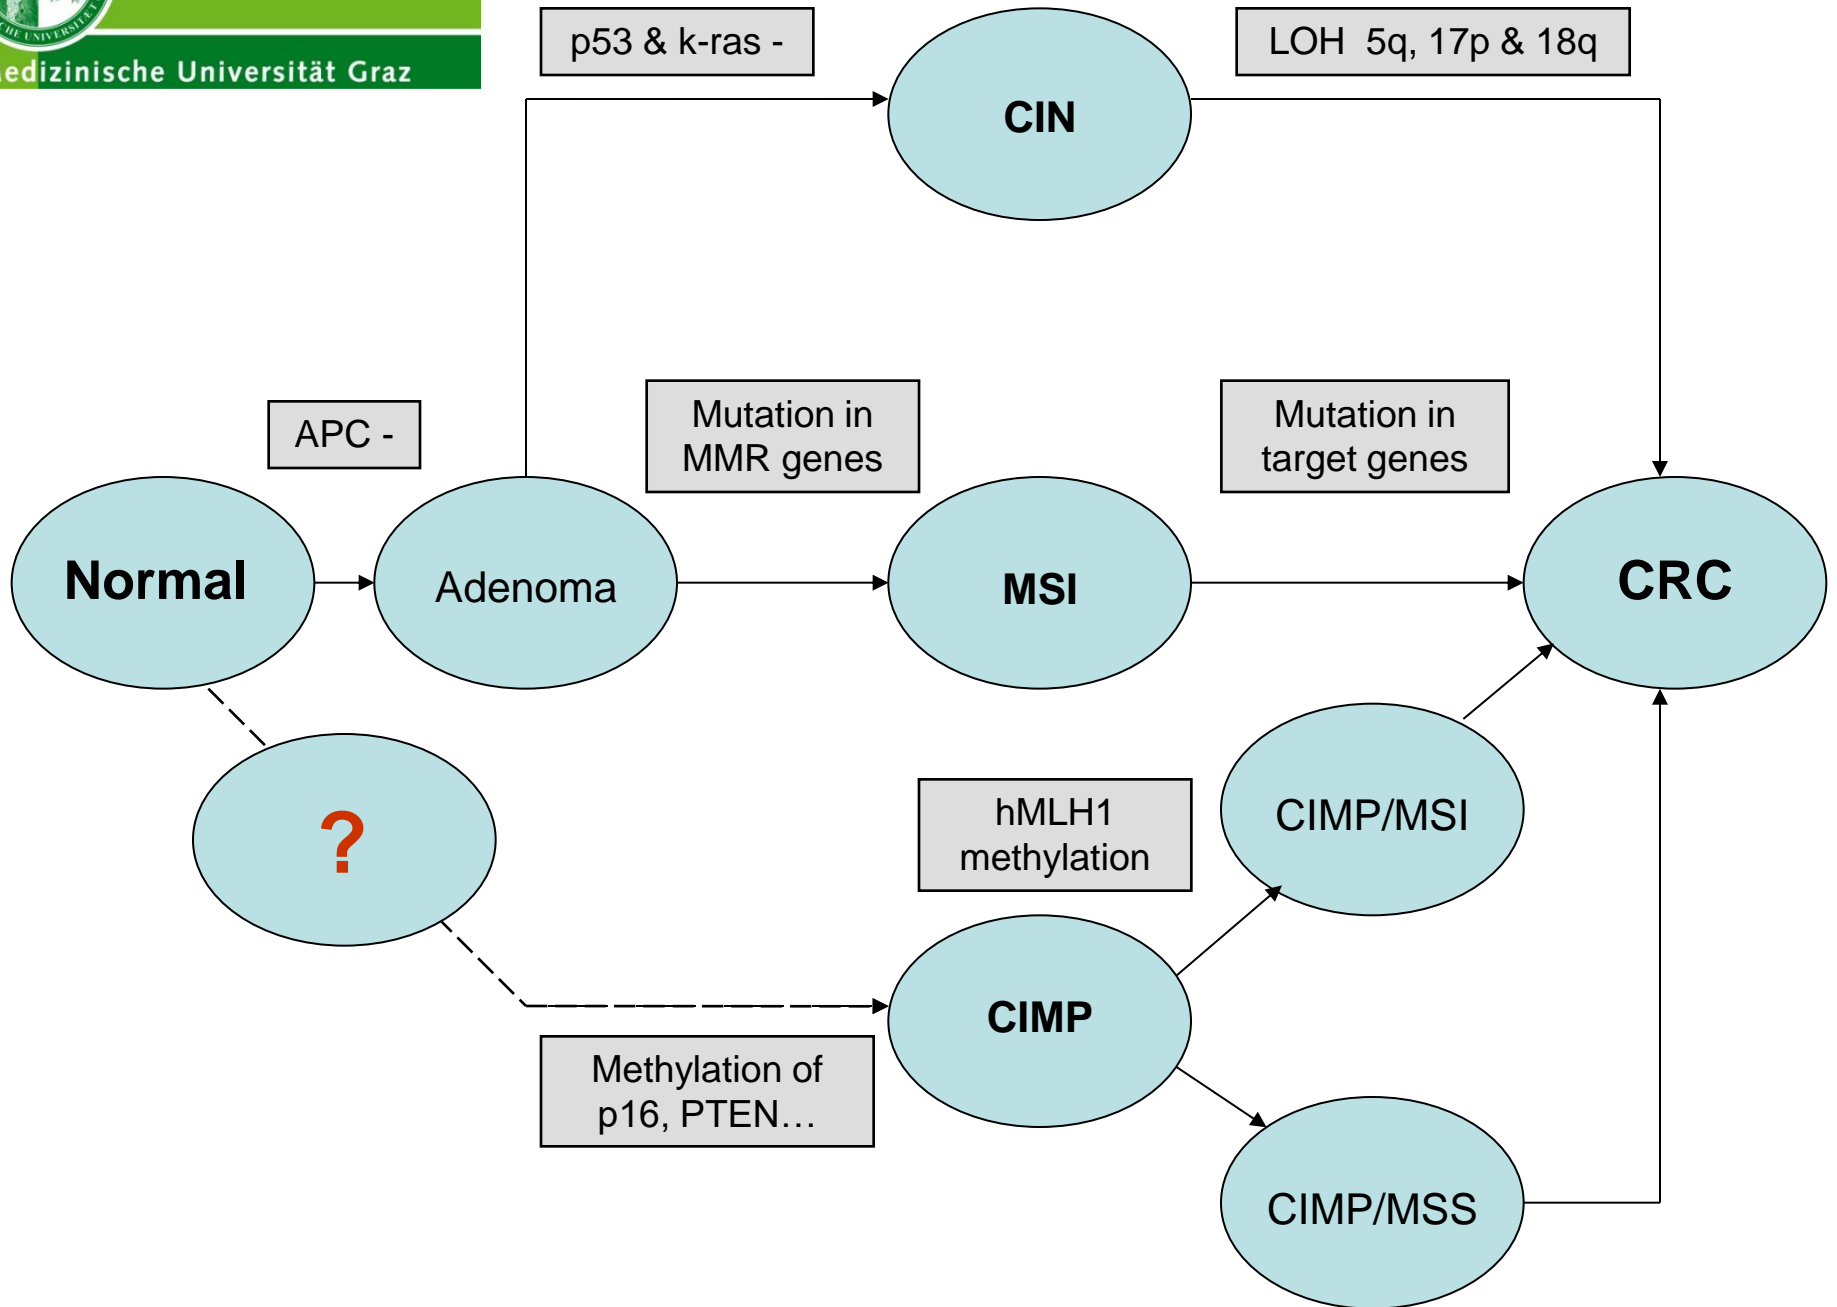 p53 & k-ras -
LOH 5q, 17p & 18q
Medizinische Universität Graz
CIN
APC -
Mutation in
MMR genes
Mutation in
target genes
Normal
Adenoma
MSI
CRC
?
hMLH1
methylation
CIMP/MSI
CIMP
Methylation of
p16, PTEN…
CIMP/MSS